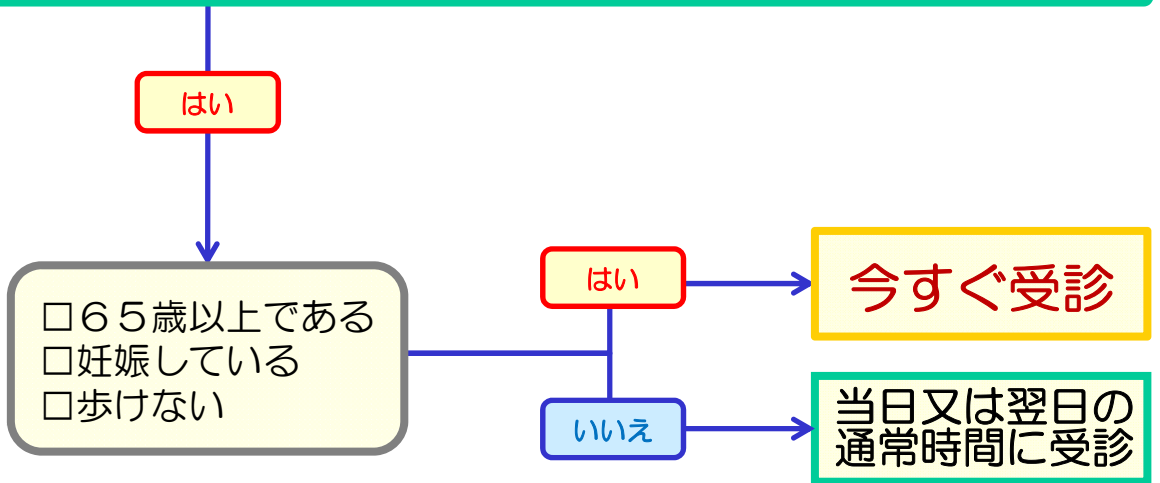 はい
□６５歳以上である
□妊娠している
□歩けない
はい
今すぐ受診
いいえ
当日又は翌日の
通常時間に受診